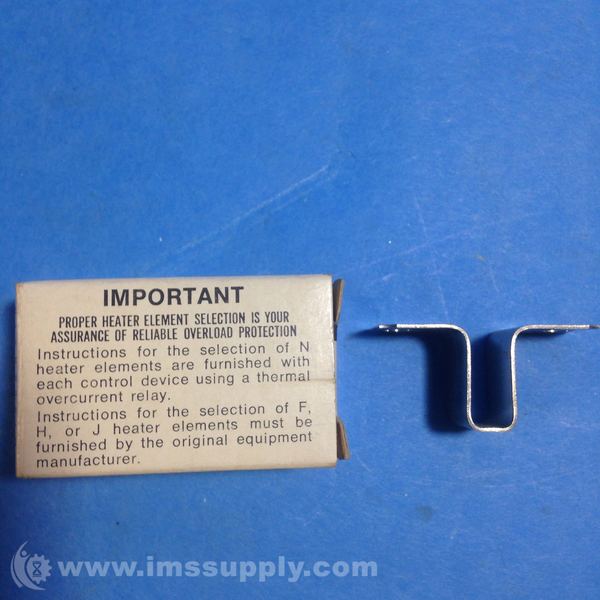 IMPORTANT
PROPER HEATER ELEMENT SELECTION IS YOUR
ASSURANCE OF RELIABLE OVERLOAD PROTECTION
Instructions for the selection of N
heater elements are furnished with
each control device using a thermal
overcurrent relay.
Instructions for the selection of F,
H, or J heater elements must be
furnished by the original equipment
manufacturer.
www.imssupply.com